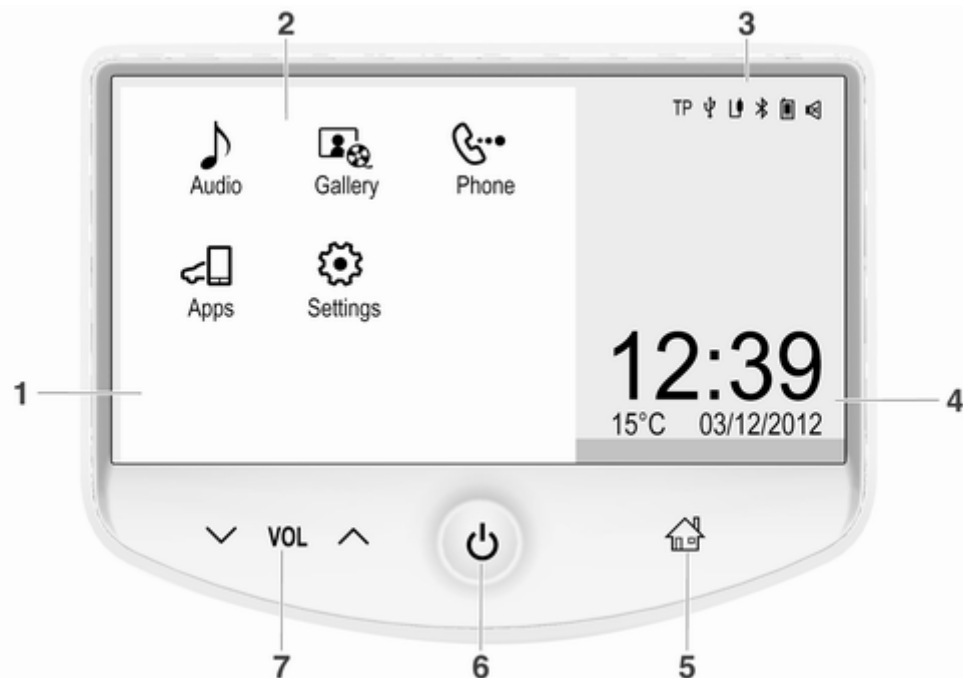 2 3
TP
Audio Gallery Phone
Apps Settings
12:39
1
4
15°C 03/12/2012
VOL
7 6 5